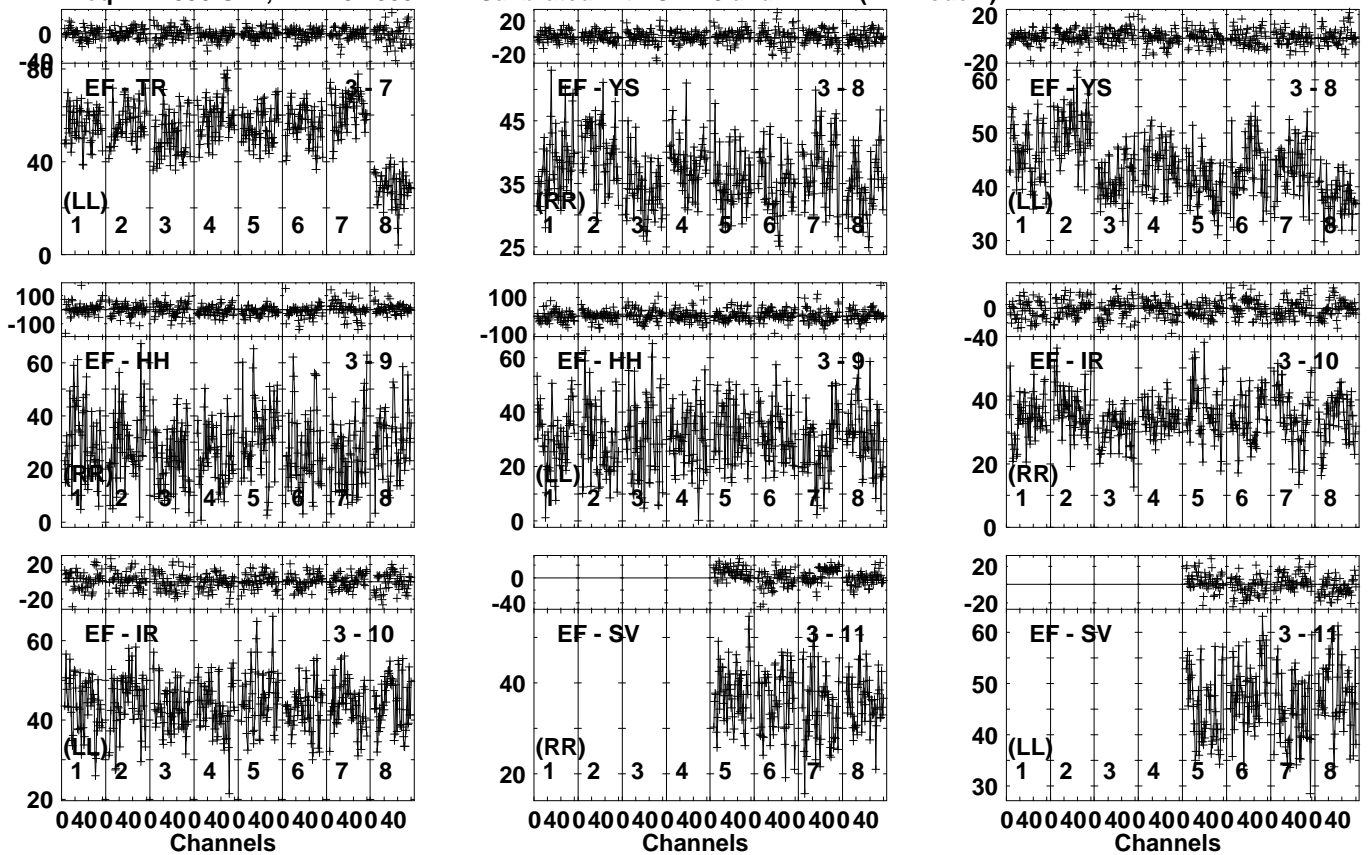 0 20 20
-40 -20 -20
80 EF - TR 3 - 7 EF - YS 3 - 8 60 EF - YS 3 - 8
45 50
40 35 40
(LL) (RR) (LL)
1 2 3 4 5 6 7 8 1 2 3 4 5 6 7 8 1 2 3 4 5 6 7 8
0 25 30
100 100 0
-100 -100 -40
60 EF - HH 3 - 9 60 EF - HH 3 - 9 60 EF - IR 3 - 10
40 40 40
20 (RR) 20 (LL) 20 (RR)
1 2 3 4 5 6 7 8 1 2 3 4 5 6 7 8 1 2 3 4 5 6 7 8
0 0 0
20 0 20
-20 -40 -20
60 EF - IR 3 - 10 EF - SV 3 - 11 60 EF - SV 3 - 11
50
40 40 40
(LL) (RR) (LL)
1 2 3 4 5 6 7 8 1 2 3 4 5 6 7 8 1 2 3 4 5 6 7 8
20 20 30
0 40 0 40 0 40 0 40 0 40 0 40 0 40 0 40 0 40 0 40 0 40 0 40 0 40 0 40 0 40 0 40 0 40 0 40 0 40 0 40 0 40 0 40 0 40 0 40
Channels Channels Channels